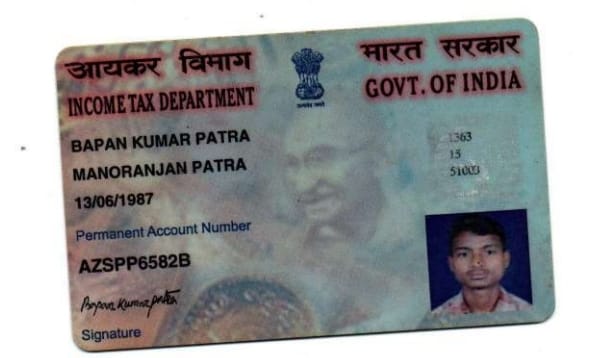 आयकर विभाग
भारत सरकार
INCOME TAX DEPARTMENT
GOVT. OF INDIA
BAPAN KUMAR PATRA
MANORANJAN PATRA
13/06/1987
Permanent Account Number
AZSPP6582B
Bapan Kumar patra
Signature
1363
15
51003